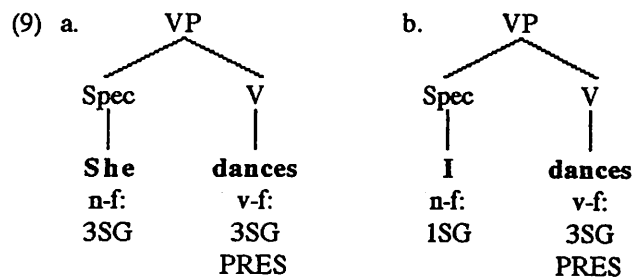 (9) a. VP b. VP
Spec V Spec V
She dances I dances
n-f: v-f: n-f: v-f:
3SG 3SG 1SG 3SG
PRES PRES